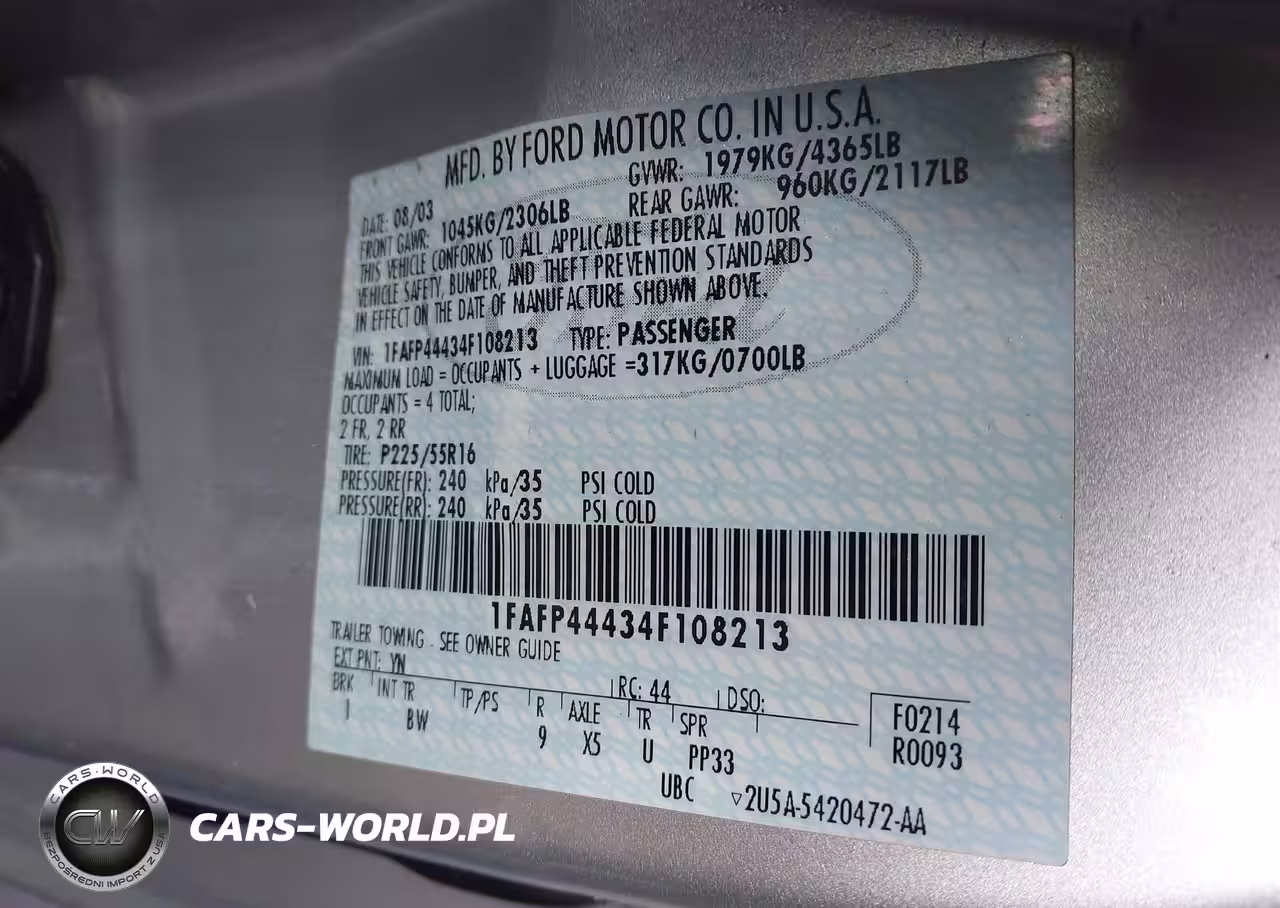 MFD. BY FORD MOTOR CO. IN U.S.A.
DATE: 08/03 GVWR: 1979KG/4365LB
FRONT GAWR: 1045KG/2306LB REAR GAWR: 960KG/2117LB
THIS VEHICLE CONFORMS TO ALL APPLICABLE FEDERAL MOTOR
VEHICLE SAFETY, BUMPER, AND THEFT PREVENTION STANDARDS
IN EFFECT ON THE DATE OF MANUFACTURE SHOWN ABOVE.
VIN: 1FAFP44434F108213 TYPE: PASSENGER
MAXIMUM LOAD = OCCUPANTS + LUGGAGE =317KG/0700LB
OCCUPANTS = 4 TOTAL;
2 FR, 2 RR
TIRE: P225/55R16
PRESSURE(FR): 240 kPa/35 PSI COLD
PRESSURE(RR): 240 kPa/35 PSI COLD
1FAFP44434F108213
TRAILER TOWING - SEE OWNER GUIDE
EXT PNT: YN RC: 44 DSO:
BRK INT TR TP/PS R AXLE TR SPR
I BW 9 X5 U PP33
F0214
R0093
UBC ▽2U5A-5420472-AA
CARS-WORLD
CW
BEZPOŚREDNI IMPORT Z USA
CARS-WORLD.PL